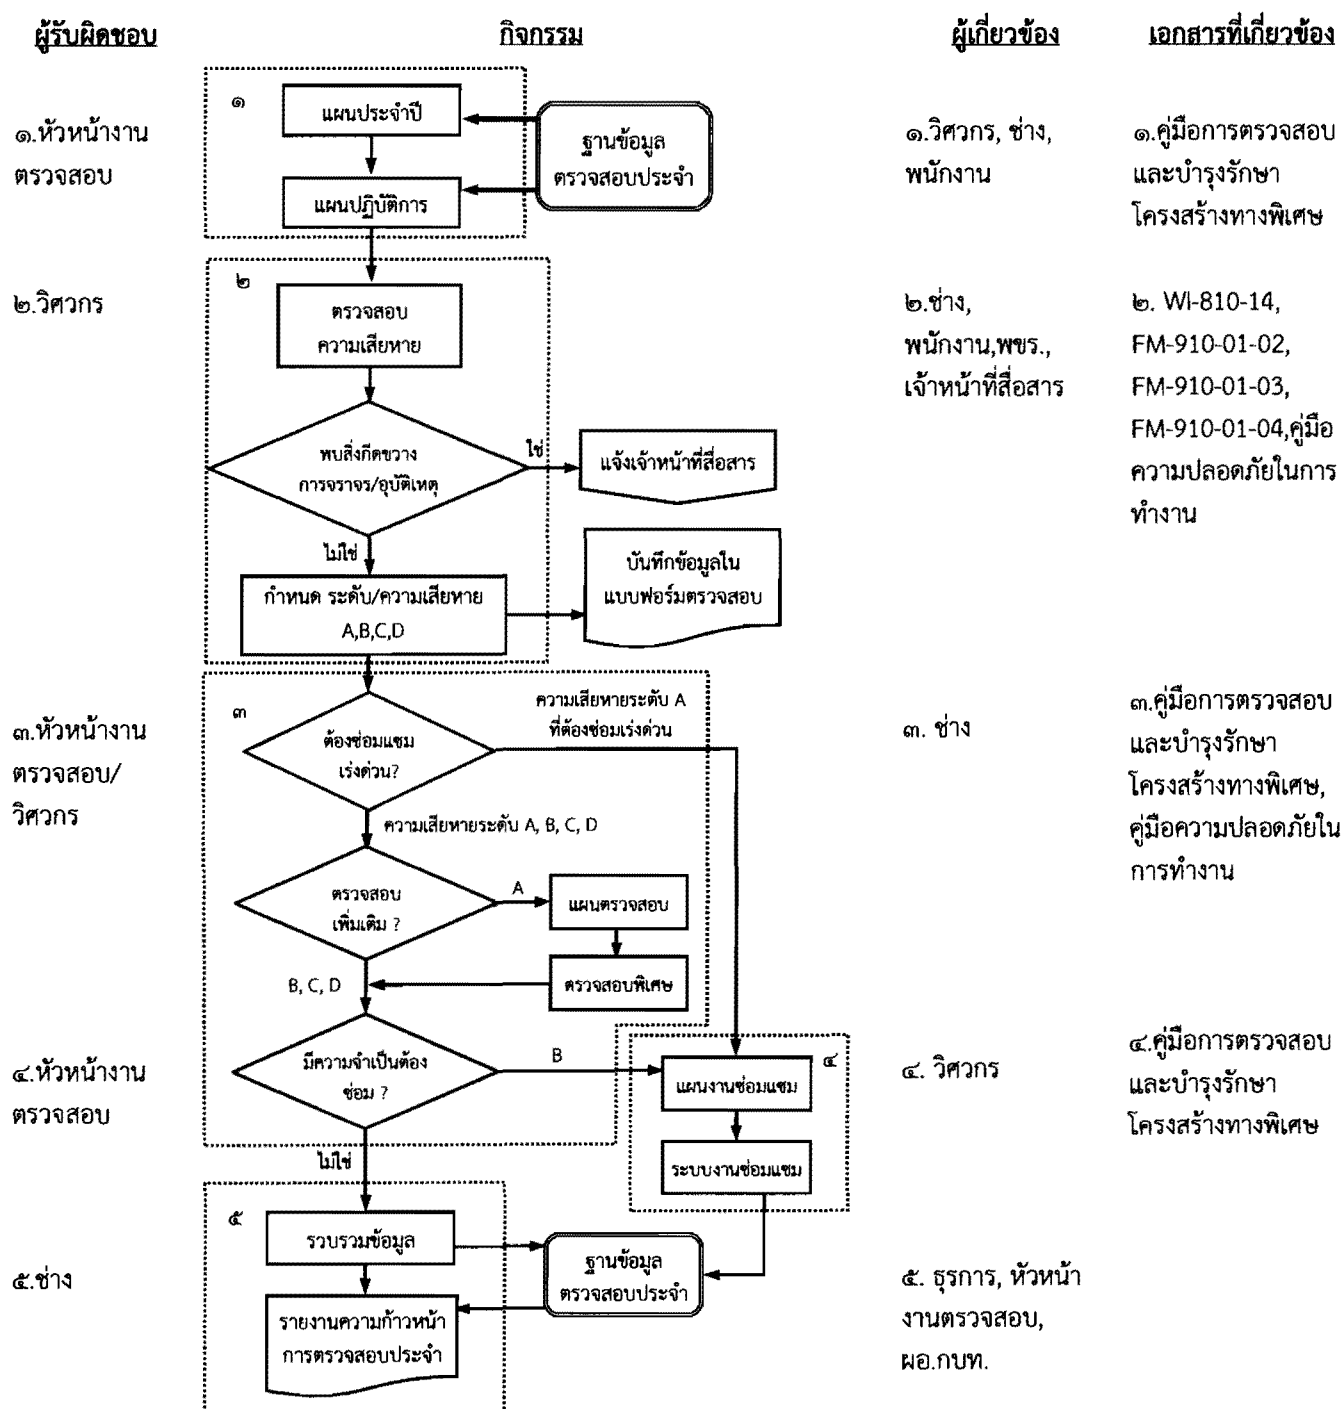 ผู้รับผิดชอบ
กิจกรรม
ผู้เกี่ยวข้อง
เอกสารที่เกี่ยวข้อง
๑.หัวหน้างาน
ตรวจสอบ
๑
แผนประจำปี
แผนปฏิบัติการ
ฐานข้อมูล
ตรวจสอบประจำ
๑.วิศวกร, ช่าง,
พนักงาน
๑.คู่มือการตรวจสอบ
และบำรุงรักษา
โครงสร้างทางพิเศษ
๒.วิศวกร
๒
ตรวจสอบ
ความเสียหาย
พบสิ่งกีดขวาง
การจราจร/อุบัติเหตุ
ใช่
แจ้งเจ้าหน้าที่สื่อสาร
ไม่ใช่
กำหนด ระดับ/ความเสียหาย
A,B,C,D
บันทึกข้อมูลใน
แบบฟอร์มตรวจสอบ
๒.ช่าง,
พนักงาน,พขร.,
เจ้าหน้าที่สื่อสาร
๒. WI-810-14,
FM-910-01-02,
FM-910-01-03,
FM-910-01-04,คู่มือ
ความปลอดภัยในการ
ทำงาน
๓.หัวหน้างาน
ตรวจสอบ/
วิศวกร
๓
ต้องซ่อมแซม
เร่งด่วน?
ความเสียหายระดับ A
ที่ต้องซ่อมเร่งด่วน
ความเสียหายระดับ A, B, C, D
ตรวจสอบ
เพิ่มเติม ?
A
แผนตรวจสอบ
ตรวจสอบพิเศษ
B, C, D
๓. ช่าง
๓.คู่มือการตรวจสอบ
และบำรุงรักษา
โครงสร้างทางพิเศษ,
คู่มือความปลอดภัยใน
การทำงาน
๔.หัวหน้างาน
ตรวจสอบ
มีความจำเป็นต้อง
ซ่อม ?
B
๔
แผนงานซ่อมแซม
ระบบงานซ่อมแซม
ไม่ใช่
๔. วิศวกร
๔.คู่มือการตรวจสอบ
และบำรุงรักษา
โครงสร้างทางพิเศษ
๕.ช่าง
๕
รวบรวมข้อมูล
รายงานความก้าวหน้า
การตรวจสอบประจำ
ฐานข้อมูล
ตรวจสอบประจำ
๕. ธุรการ, หัวหน้า
งานตรวจสอบ,
ผอ.กบท.